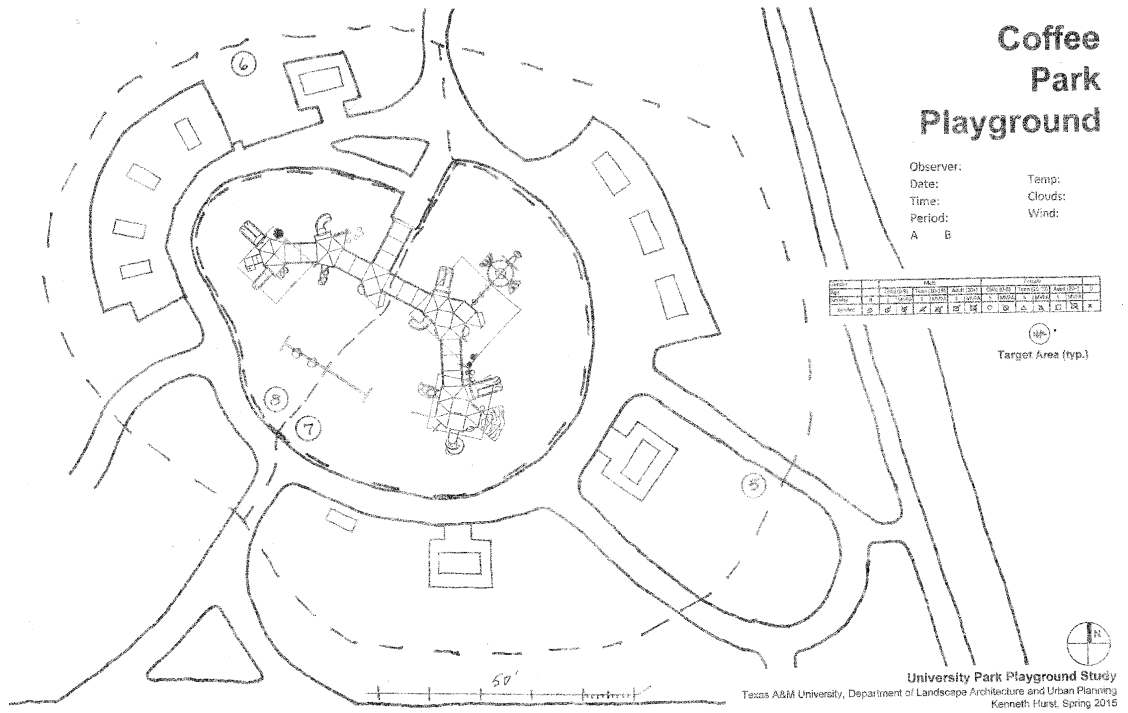 Coffee
Park
Playground
Observer:
Date:
Time:
Period:
A B
Temp:
Clouds:
Wind:
6
Male
Target Area (typ.)
8
7
5
50'
N
University Park Playground Study
Texas A&M University, Department of Landscape Architecture and Urban Planning
Kenneth Hurst, Spring 2015